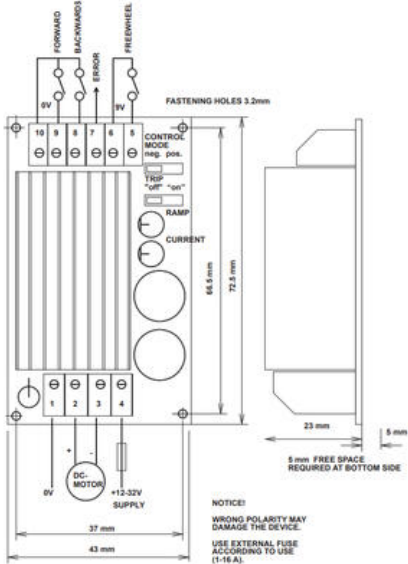 FORWARD
BACKWARDS
ERROR
FREEWHEEL
0V
9V
FASTENING HOLES 3.2mm
10 9 8 7 6 5
CONTROL
MODE
neg. pos.
TRIP
"off" "on"
RAMP
CURRENT
66.5 mm
72.5 mm
1 2 3 4
+ -
DC-
MOTOR
0V
+12-32V
SUPPLY
37 mm
43 mm
23 mm
5 mm
5 mm FREE SPACE
REQUIRED AT BOTTOM SIDE
NOTICE!
WRONG POLARITY MAY
DAMAGE THE DEVICE.
USE EXTERNAL FUSE
ACCORDING TO USE
(1-16 A).